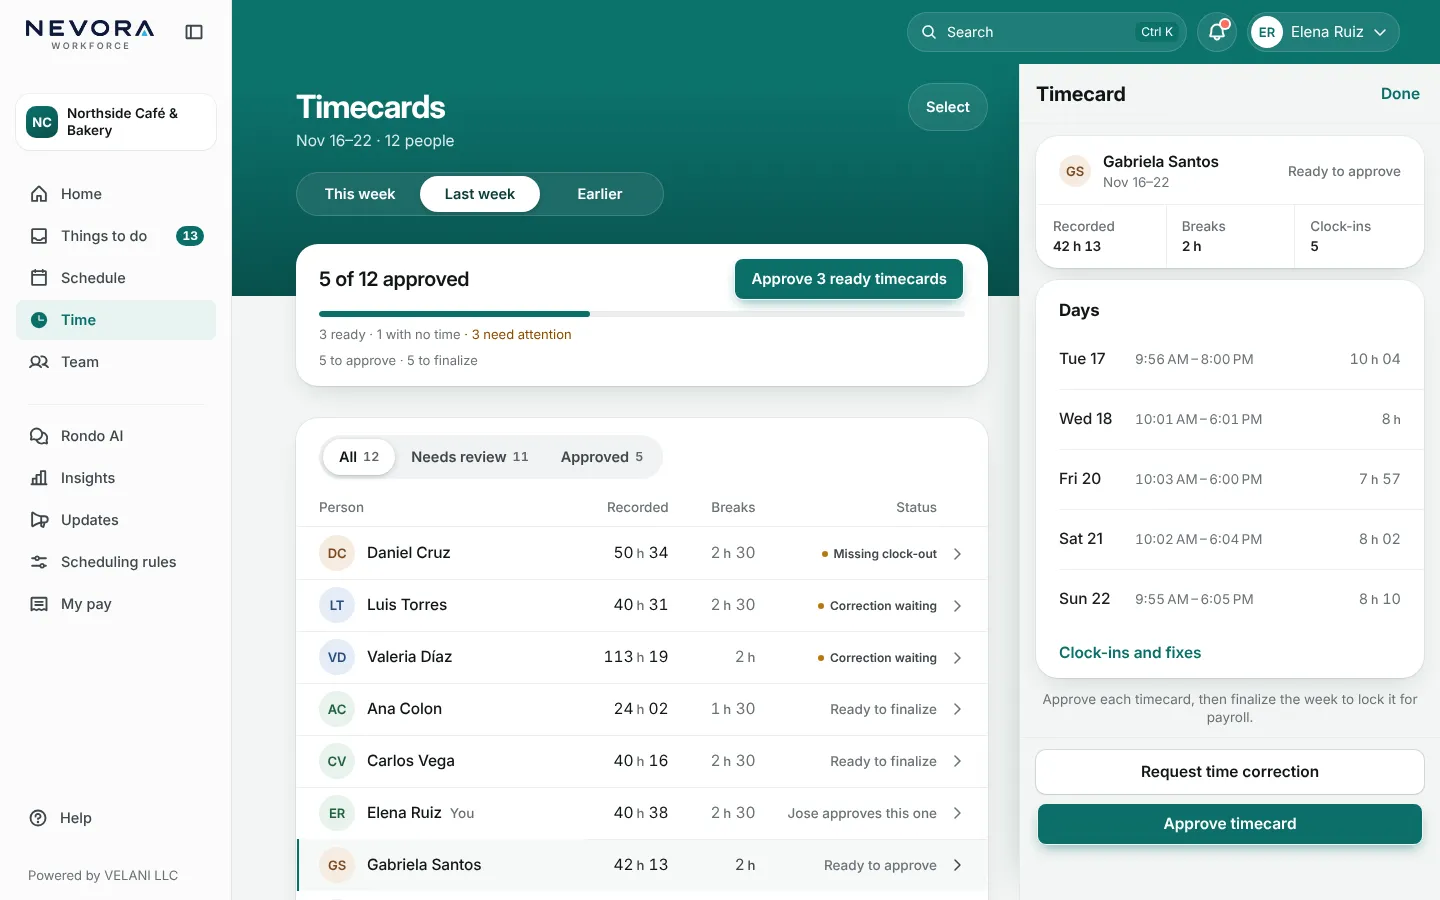 NEVORA
WORKFORCE
Search
Ctrl K
ER
Elena Ruiz
NC
Northside Café &
Bakery
Home
Things to do
13
Schedule
Time
Team
Rondo AI
Insights
Updates
Scheduling rules
My pay
Help
Powered by VELANI LLC
Timecards
Nov 16–22 · 12 people
Select
This week
Last week
Earlier
5 of 12 approved
Approve 3 ready timecards
3 ready · 1 with no time · 3 need attention
5 to approve · 5 to finalize
All 12
Needs review 11
Approved 5
Person Recorded Breaks Status
DC Daniel Cruz 50 h 34 2 h 30 Missing clock-out
LT Luis Torres 40 h 31 2 h 30 Correction waiting
VD Valeria Díaz 113 h 19 2 h Correction waiting
AC Ana Colon 24 h 02 1 h 30 Ready to finalize
CV Carlos Vega 40 h 16 2 h 30 Ready to finalize
ER Elena Ruiz You 40 h 38 2 h 30 Jose approves this one
GS Gabriela Santos 42 h 13 2 h Ready to approve
Timecard
Done
GS
Gabriela Santos
Nov 16–22
Ready to approve
Recorded Breaks Clock-ins
42 h 13 2 h 5
Days
Tue 17 9:56 AM – 8:00 PM 10 h 04
Wed 18 10:01 AM – 6:01 PM 8 h
Fri 20 10:03 AM – 6:00 PM 7 h 57
Sat 21 10:02 AM – 6:04 PM 8 h 02
Sun 22 9:55 AM – 6:05 PM 8 h 10
Clock-ins and fixes
Approve each timecard, then finalize the week to lock it for
payroll.
Request time correction
Approve timecard